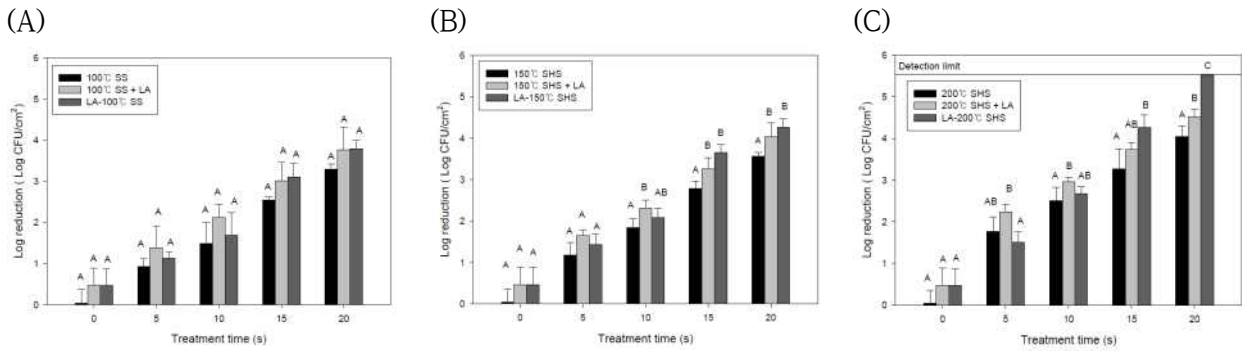 (A)
Log reduction ( Log CFU/cm²)
6
5
4
3
2
1
0
100℃ SS
100℃ SS + LA
LA-100℃ SS
A A A
A A A
A A A
A A A
A A A
0 5 10 15 20
Treatment time (s)
(B)
Log reduction ( Log CFU/cm²)
6
5
4
3
2
1
0
150℃ SHS
150℃ SHS + LA
LA-150℃ SHS
A A A
A A A
A B AB
A B B
A B B
0 5 10 15 20
Treatment time (s)
(C)
Log reduction ( Log CFU/cm²)
6
5
4
3
2
1
0
Detection limit
200℃ SHS
200℃ SHS + LA
LA-200℃ SHS
A A A
AB B A
A B AB
A AB B
A B C
0 5 10 15 20
Treatment time (s)